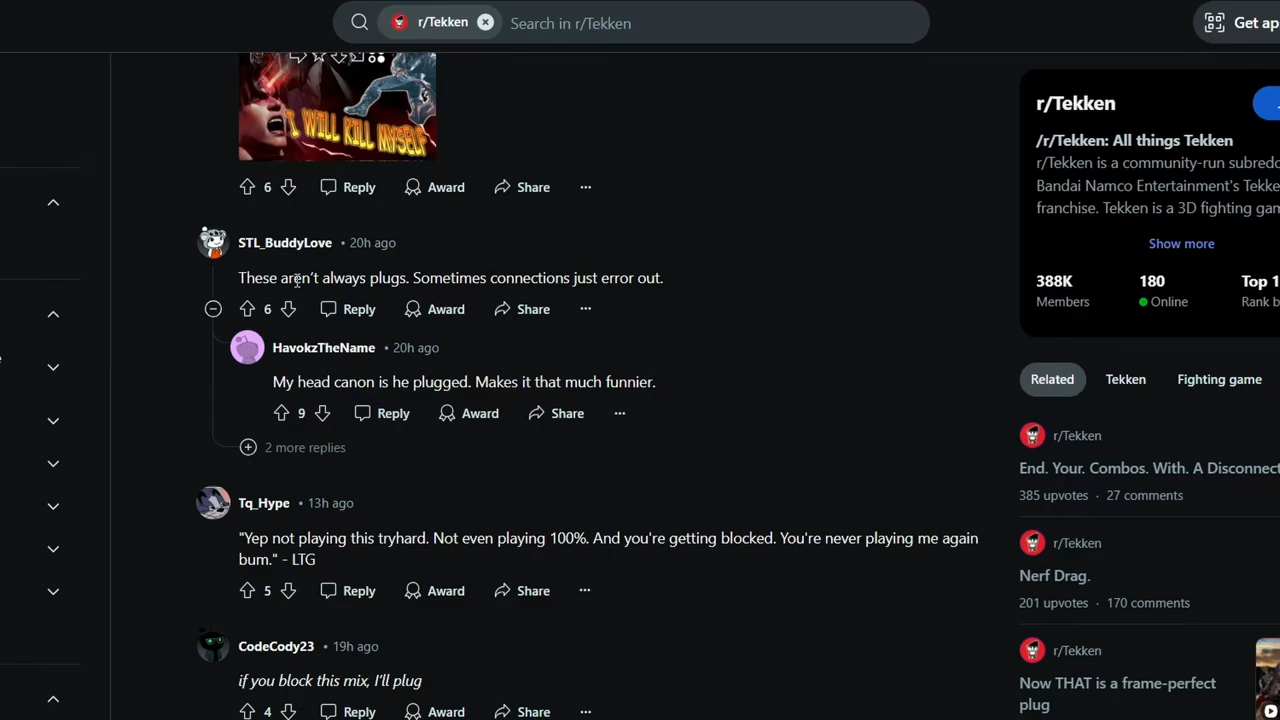 r/Tekken
Search in r/Tekken
Get ap
I WILL KILL MYSELF
6 Reply Award Share
STL_BuddyLove • 20h ago
These aren't always plugs. Sometimes connections just error out.
6 Reply Award Share
HavokzTheName • 20h ago
My head canon is he plugged. Makes it that much funnier.
9 Reply Award Share
2 more replies
Tq_Hype • 13h ago
"Yep not playing this tryhard. Not even playing 100%. And you're getting blocked. You're never playing me again
bum." - LTG
5 Reply Award Share
CodeCody23 • 19h ago
if you block this mix, I'll plug
4 Reply Award Share
r/Tekken
/r/Tekken: All things Tekken
r/Tekken is a community-run subredd
Bandai Namco Entertainment's Tekke
franchise. Tekken is a 3D fighting gam
Show more
388K 180 Top 1
Members Online Rank b
Related Tekken Fighting game
r/Tekken
End. Your. Combos. With. A Disconnect
385 upvotes · 27 comments
r/Tekken
Nerf Drag.
201 upvotes · 170 comments
r/Tekken
Now THAT is a frame-perfect
plug